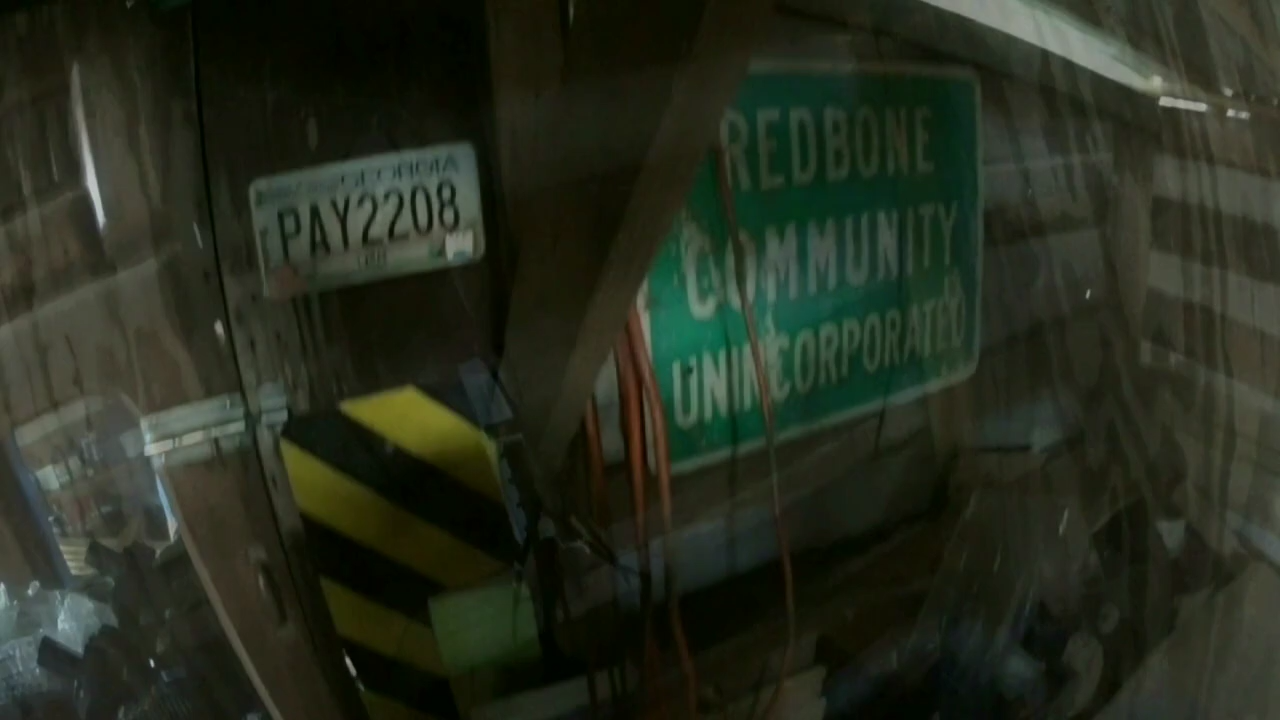 GEORGIA
PAY2208
REDBONE
COMMUNITY
UNINCORPORATED